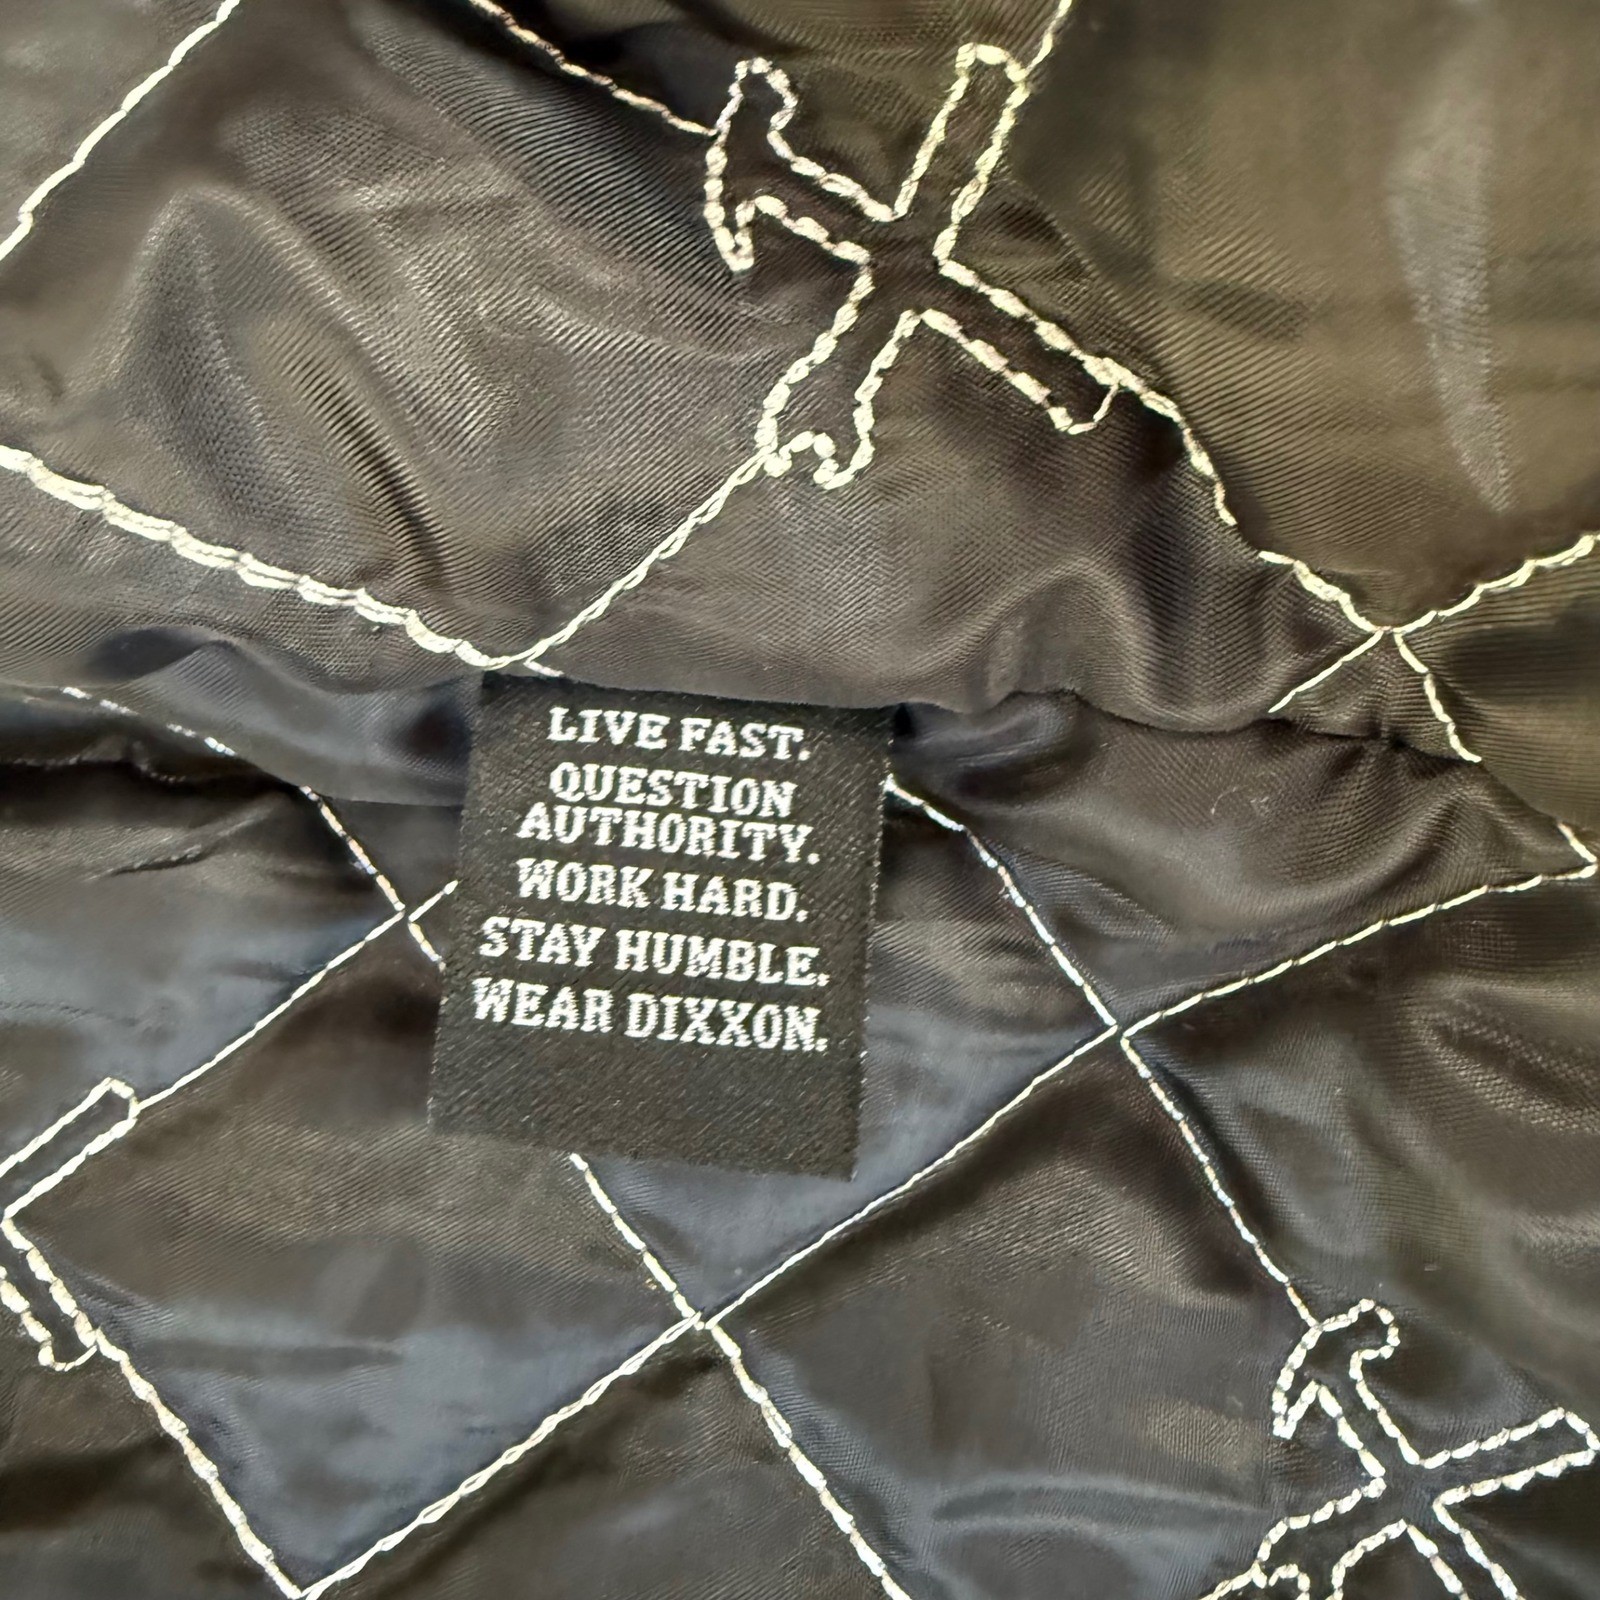 LIVE FAST.
QUESTION
AUTHORITY.
WORK HARD.
STAY HUMBLE.
WEAR DIXXON.